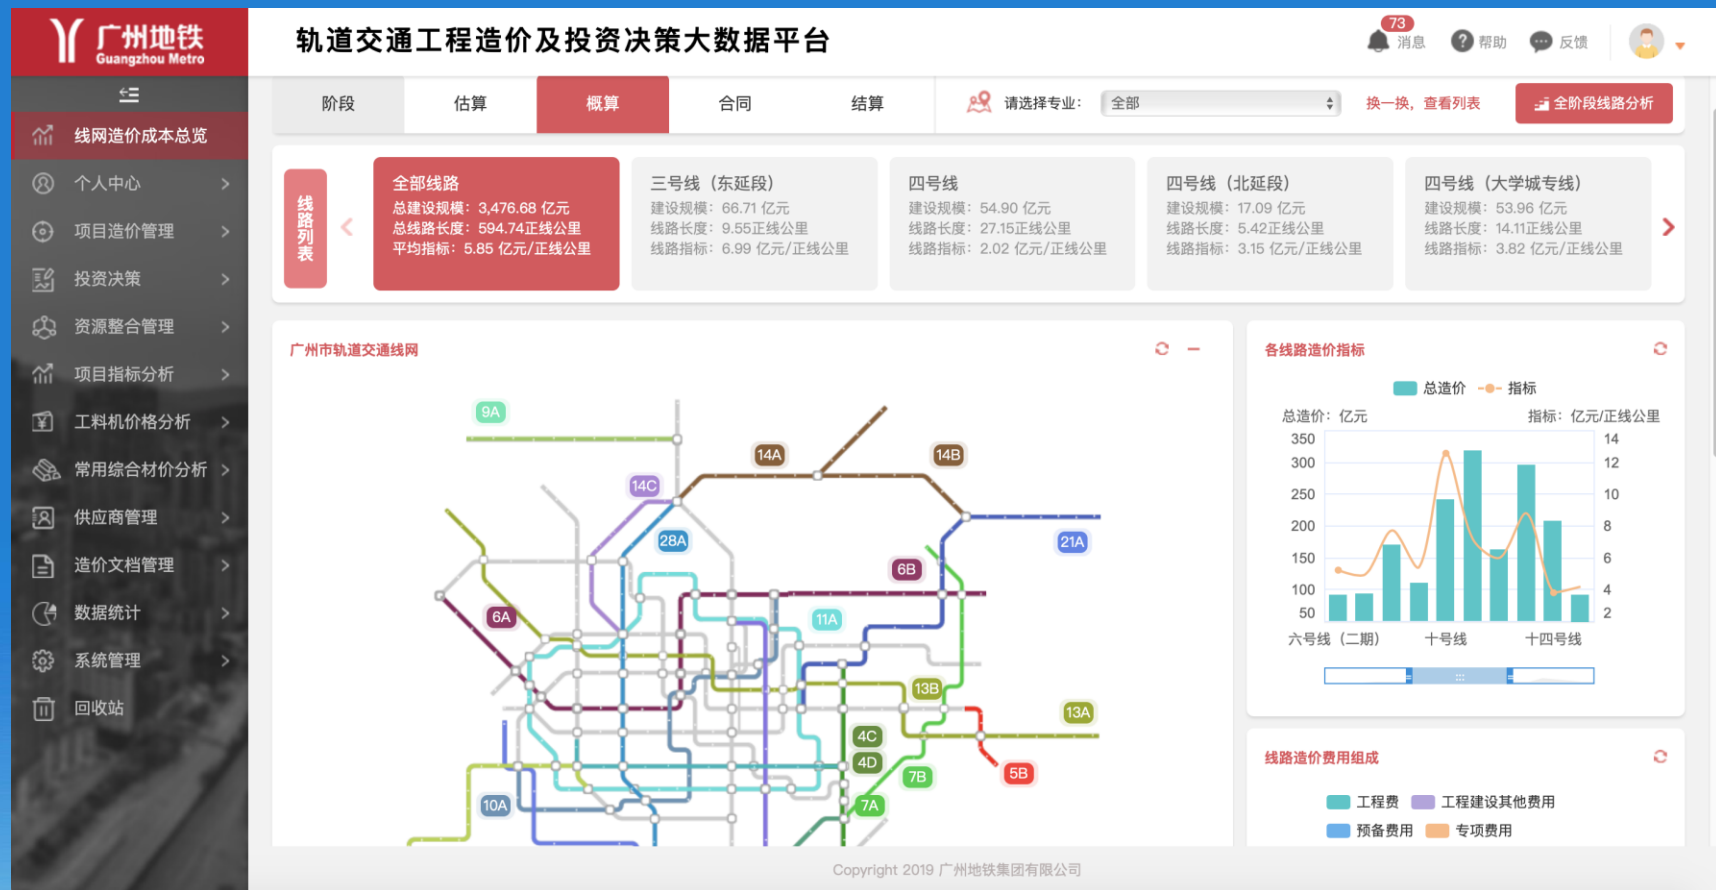 广州地铁
Guangzhou Metro
轨道交通工程造价及投资决策大数据平台
73
消息
帮助
反馈
线网造价成本总览
个人中心
项目造价管理
投资决策
资源整合管理
项目指标分析
工料机价格分析
常用综合材价分析
供应商管理
造价文档管理
数据统计
系统管理
回收站
阶段 估算 概算 合同 结算
请选择专业： 全部
换一换，查看列表
全阶段线路分析
线路列表
全部线路
总建设规模：3,476.68 亿元
总线路长度：594.74正线公里
平均指标：5.85 亿元/正线公里
三号线（东延段）
建设规模：66.71 亿元
线路长度：9.55正线公里
线路指标：6.99 亿元/正线公里
四号线
建设规模：54.90 亿元
线路长度：27.15正线公里
线路指标：2.02 亿元/正线公里
四号线（北延段）
建设规模：17.09 亿元
线路长度：5.42正线公里
线路指标：3.15 亿元/正线公里
四号线（大学城专线）
建设规模：53.96 亿元
线路长度：14.11正线公里
线路指标：3.82 亿元/正线公里
广州市轨道交通线网
9A
14A
14B
14C
28A
21A
6B
6A
11A
13B
13A
4C
4D
7B
5B
10A
7A
各线路造价指标
总造价 指标
总造价：亿元 指标：亿元/正线公里
350 14
300 12
250 10
200 8
150 6
100 4
50 2
六号线（二期） 十号线 十四号线
线路造价费用组成
工程费 工程建设其他费用
预备费用 专项费用
Copyright 2019 广州地铁集团有限公司